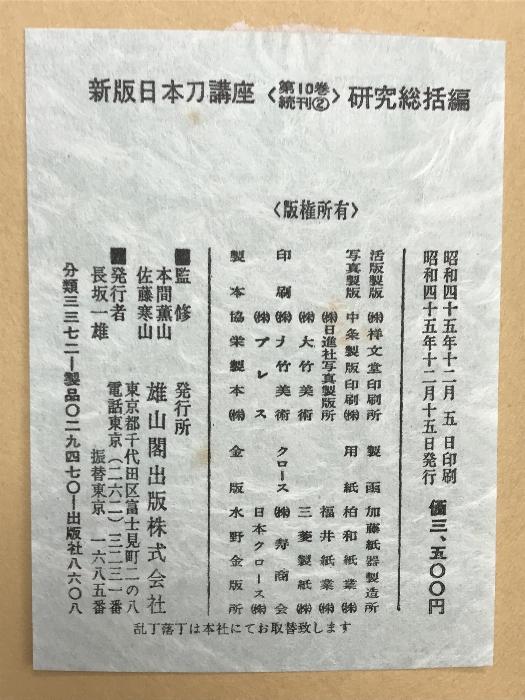 新版日本刀講座〈第10巻続刊②〉研究総括編
〈版権所有〉
昭和四十五年十二月 五 日印刷
昭和四十五年十二月十五日発行
価三、五〇〇円
活版製版 ㈱祥文堂印刷所
写真製版 中条製版印刷㈱
㈱日進社写真製版所
㈱大竹美術
印刷 ㈱大竹美術
㈱プレス
製本 協栄製本㈱
製函 加藤紙器製造所
用紙 柏和紙業㈱
福井紙業㈱
三菱製紙㈱
クロース ㈱寿商会
日本クロース㈱
金版 水野金版所
■監修
本間薫山
佐藤寒山
■発行者
長坂一雄
発行所
雄山閣出版株式会社
東京都千代田区富士見町二の八
電話東京(二六二)三二三一番
振替東京 一六八五番
分類三三七二ー製品〇二九四七〇ー出版社八六〇八
乱丁落丁は本社にてお取替致します